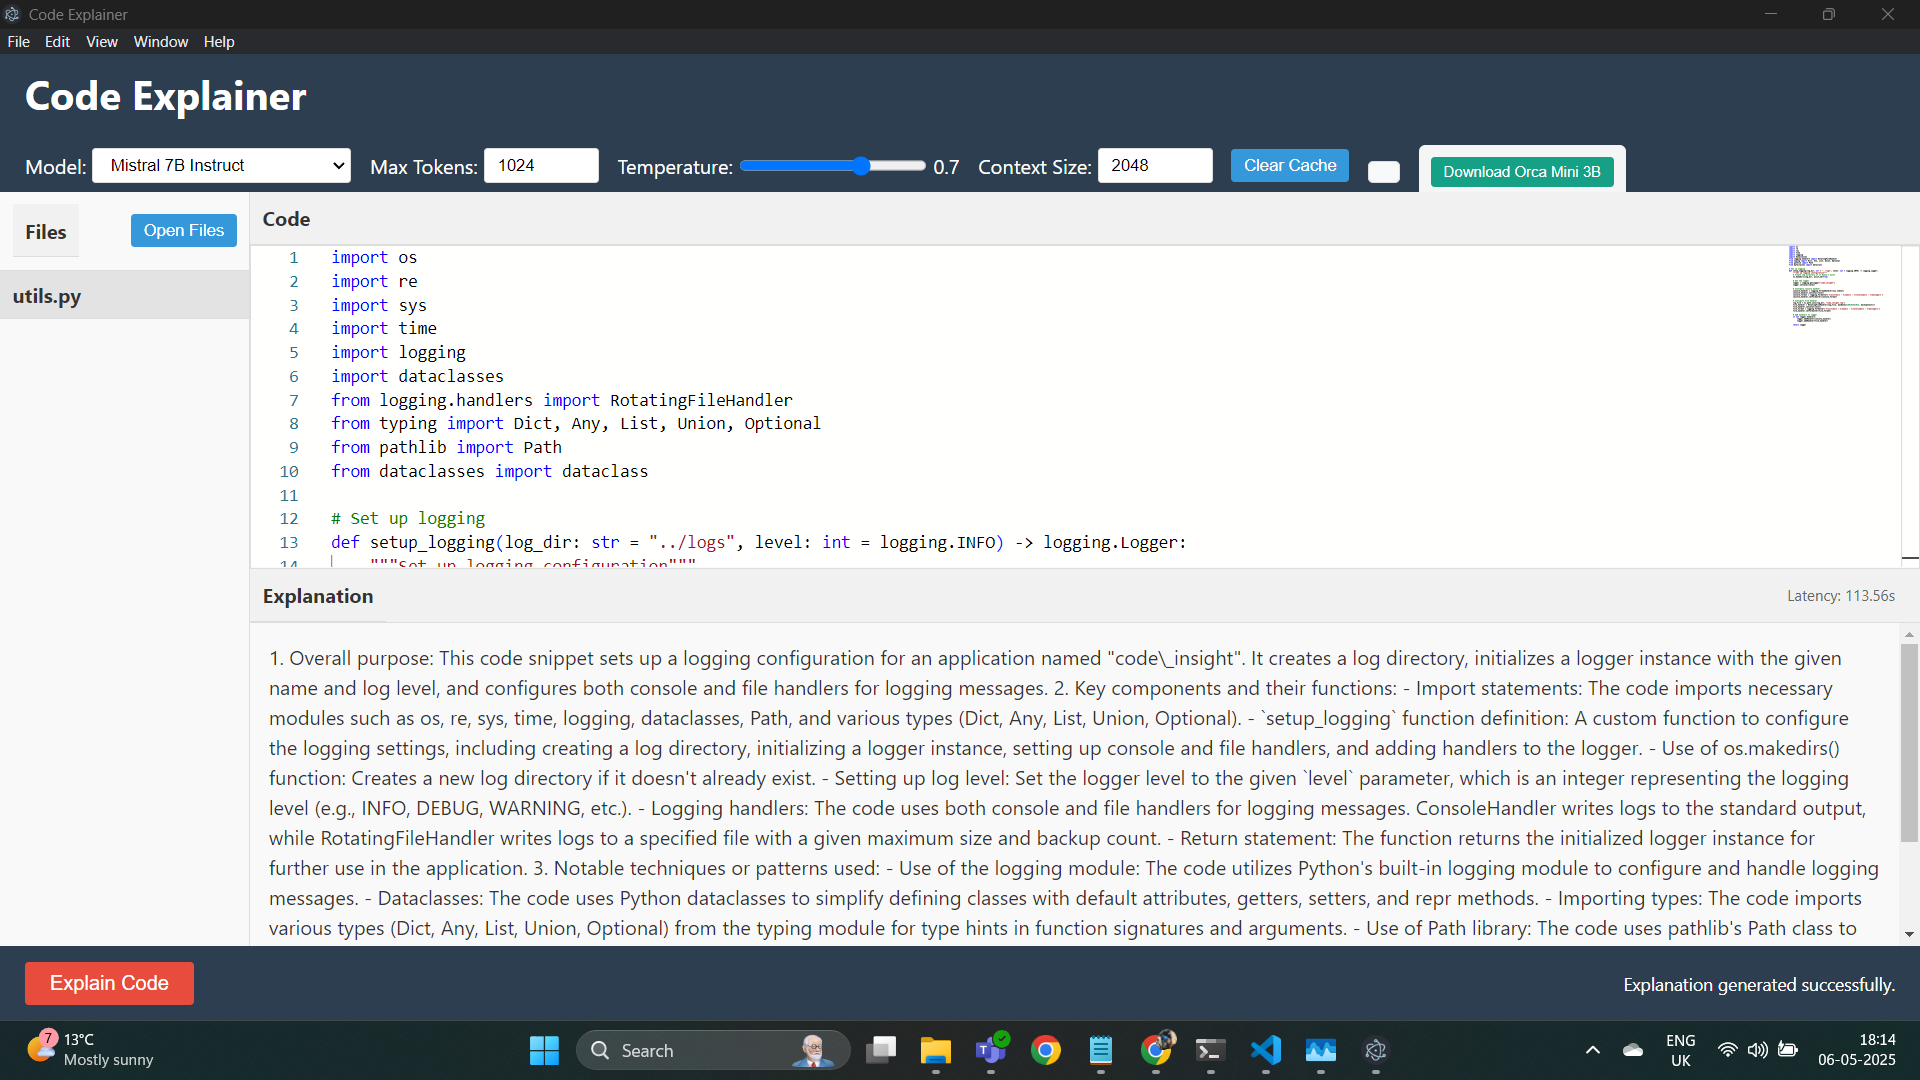 Code Explainer
File Edit View Window Help
Code Explainer
Model: Mistral 7B Instruct Max Tokens: 1024 Temperature: 0.7 Context Size: 2048 Clear Cache Download Orca Mini 3B
Files Open Files
utils.py
Code
1 import os
2 import re
3 import sys
4 import time
5 import logging
6 import dataclasses
7 from logging.handlers import RotatingFileHandler
8 from typing import Dict, Any, List, Union, Optional
9 from pathlib import Path
10 from dataclasses import dataclass
11
12 # Set up logging
13 def setup_logging(log_dir: str = "../logs", level: int = logging.INFO) -> logging.Logger:
14 """Set up logging configuration"""
Explanation Latency: 113.56s
1. Overall purpose: This code snippet sets up a logging configuration for an application named "code\_insight". It creates a log directory, initializes a logger instance with the given
name and log level, and configures both console and file handlers for logging messages. 2. Key components and their functions: - Import statements: The code imports necessary
modules such as os, re, sys, time, logging, dataclasses, Path, and various types (Dict, Any, List, Union, Optional). - `setup_logging` function definition: A custom function to configure
the logging settings, including creating a log directory, initializing a logger instance, setting up console and file handlers, and adding handlers to the logger. - Use of os.makedirs()
function: Creates a new log directory if it doesn't already exist. - Setting up log level: Set the logger level to the given `level` parameter, which is an integer representing the logging
level (e.g., INFO, DEBUG, WARNING, etc.). - Logging handlers: The code uses both console and file handlers for logging messages. ConsoleHandler writes logs to the standard output,
while RotatingFileHandler writes logs to a specified file with a given maximum size and backup count. - Return statement: The function returns the initialized logger instance for
further use in the application. 3. Notable techniques or patterns used: - Use of the logging module: The code utilizes Python's built-in logging module to configure and handle logging
messages. - Dataclasses: The code uses Python dataclasses to simplify defining classes with default attributes, getters, setters, and repr methods. - Importing types: The code imports
various types (Dict, Any, List, Union, Optional) from the typing module for type hints in function signatures and arguments. - Use of Path library: The code uses pathlib's Path class to
Explain Code Explanation generated successfully.
7 13°C
Mostly sunny
Search
ENG
UK
18:14
06-05-2025